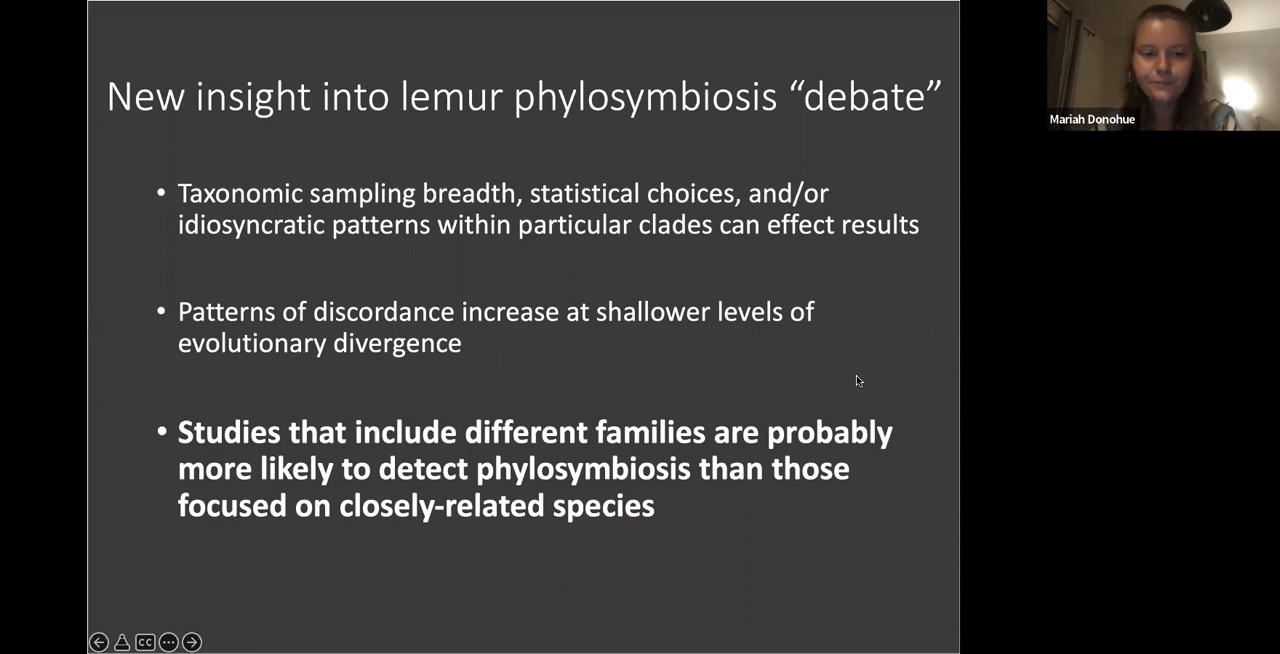 New insight into lemur phylosymbiosis “debate”
• Taxonomic sampling breadth, statistical choices, and/or
idiosyncratic patterns within particular clades can effect results
• Patterns of discordance increase at shallower levels of
evolutionary divergence
• Studies that include different families are probably
more likely to detect phylosymbiosis than those
focused on closely-related species
Mariah Donohue
CC